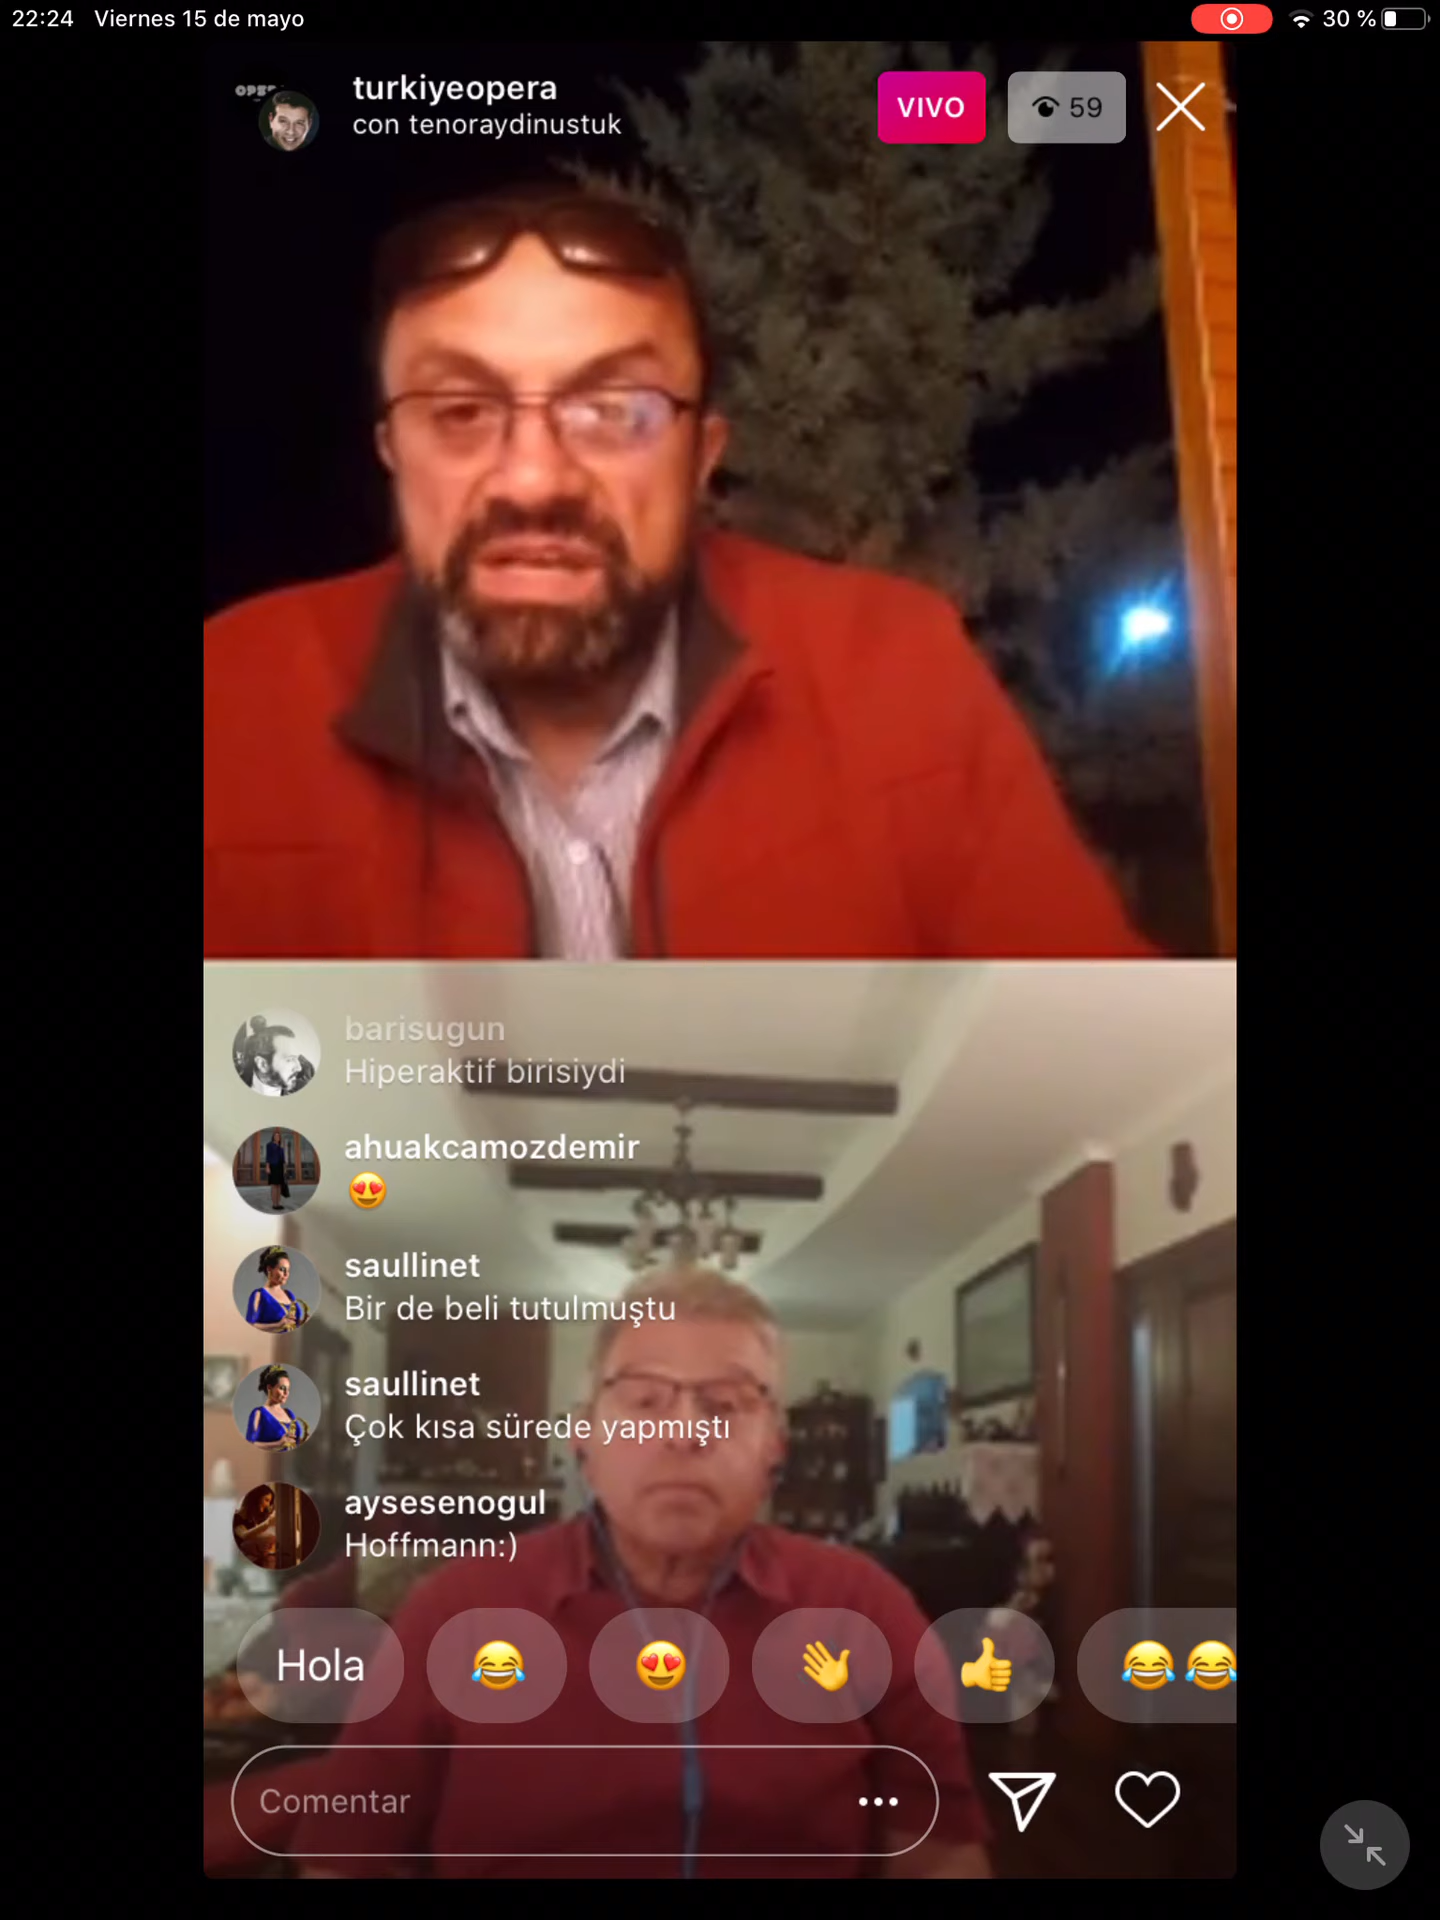 22:24 Viernes 15 de mayo
30 %
turkiyeopera
con tenoraydinustuk
VIVO
59
barisugun
Hiperaktif birisiydi
ahuakcamozdemir
😍
saullinet
Bir de beli tutulmuştu
saullinet
Çok kısa sürede yapmıştı
aysesenogul
Hoffmann:)
Hola 😂 😍 👋 👍 😂😂
Comentar